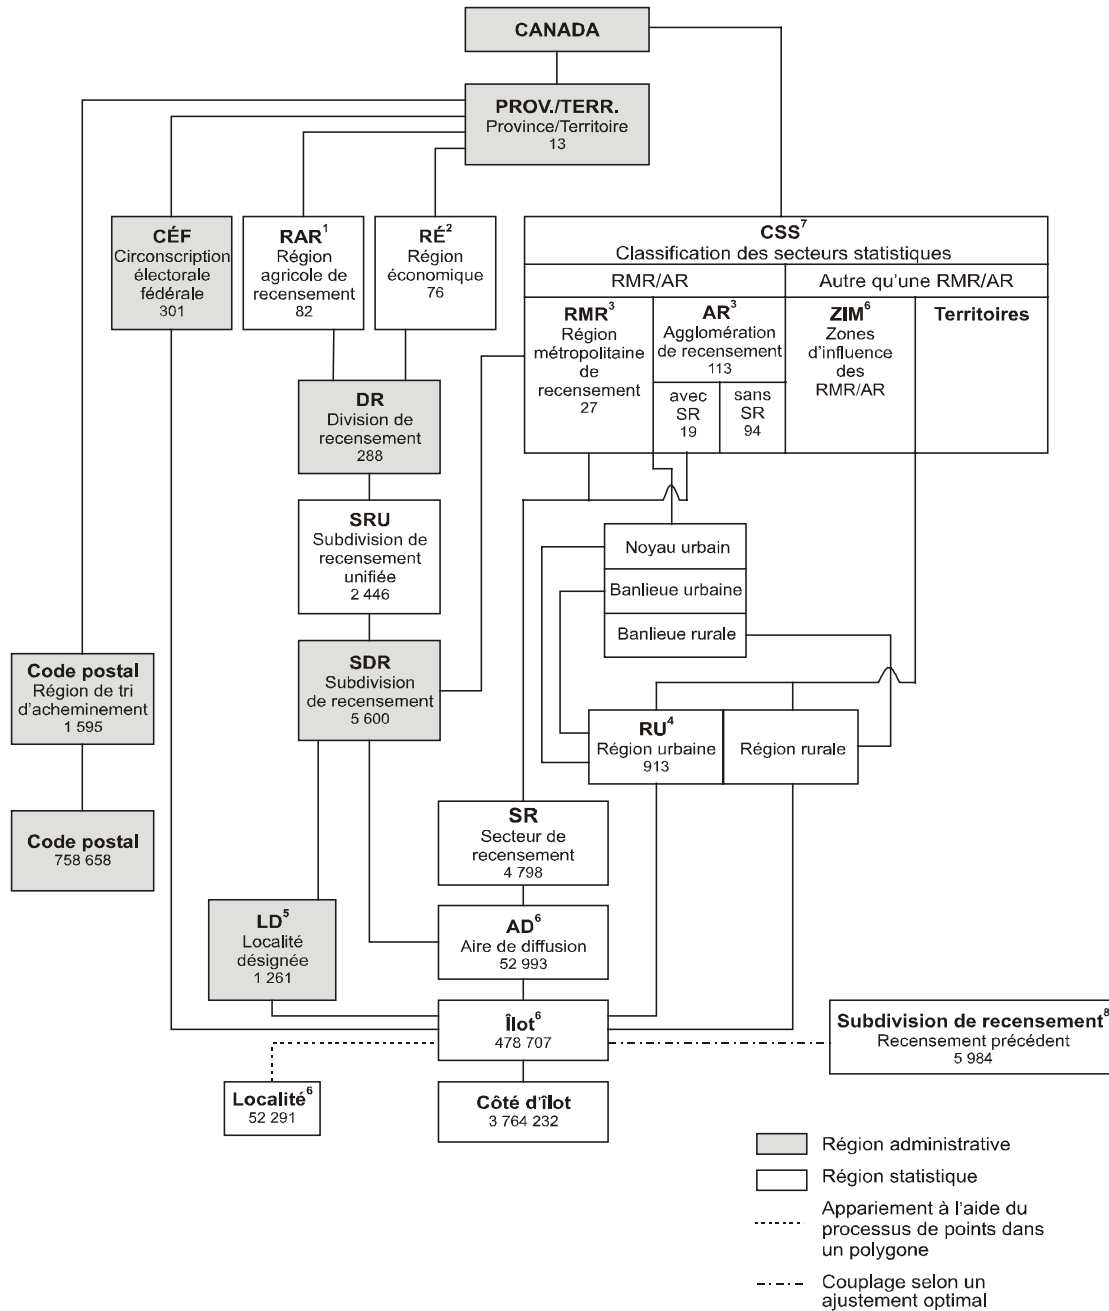 CANADA
PROV./TERR.
Province/Territoire
13
CÉF
Circonscription
électorale
fédérale
301
RAR¹
Région
agricole de
recensement
82
RÉ²
Région
économique
76
CSS⁷
Classification des secteurs statistiques
RMR/AR
Autre qu'une RMR/AR
RMR³
Région
métropolitaine
de
recensement
27
AR³
Agglomération
de recensement
113
avec
SR
19
sans
SR
94
ZIM⁶
Zones
d'influence
des
RMR/AR
Territoires
DR
Division de
recensement
288
SRU
Subdivision de
recensement
unifiée
2 446
Noyau urbain
Banlieue urbaine
Banlieue rurale
Code postal
Région de tri
d'acheminement
1 595
SDR
Subdivision
de recensement
5 600
RU⁴
Région urbaine
913
Région rurale
Code postal
758 658
SR
Secteur de
recensement
4 798
LD⁵
Localité
désignée
1 261
AD⁶
Aire de diffusion
52 993
Îlot⁶
478 707
Subdivision de recensement⁸
Recensement précédent
5 984
Localité⁶
52 291
Côté d'îlot
3 764 232
Région administrative
Région statistique
Appariement à l'aide du
processus de points dans
un polygone
Couplage selon un
ajustement optimal